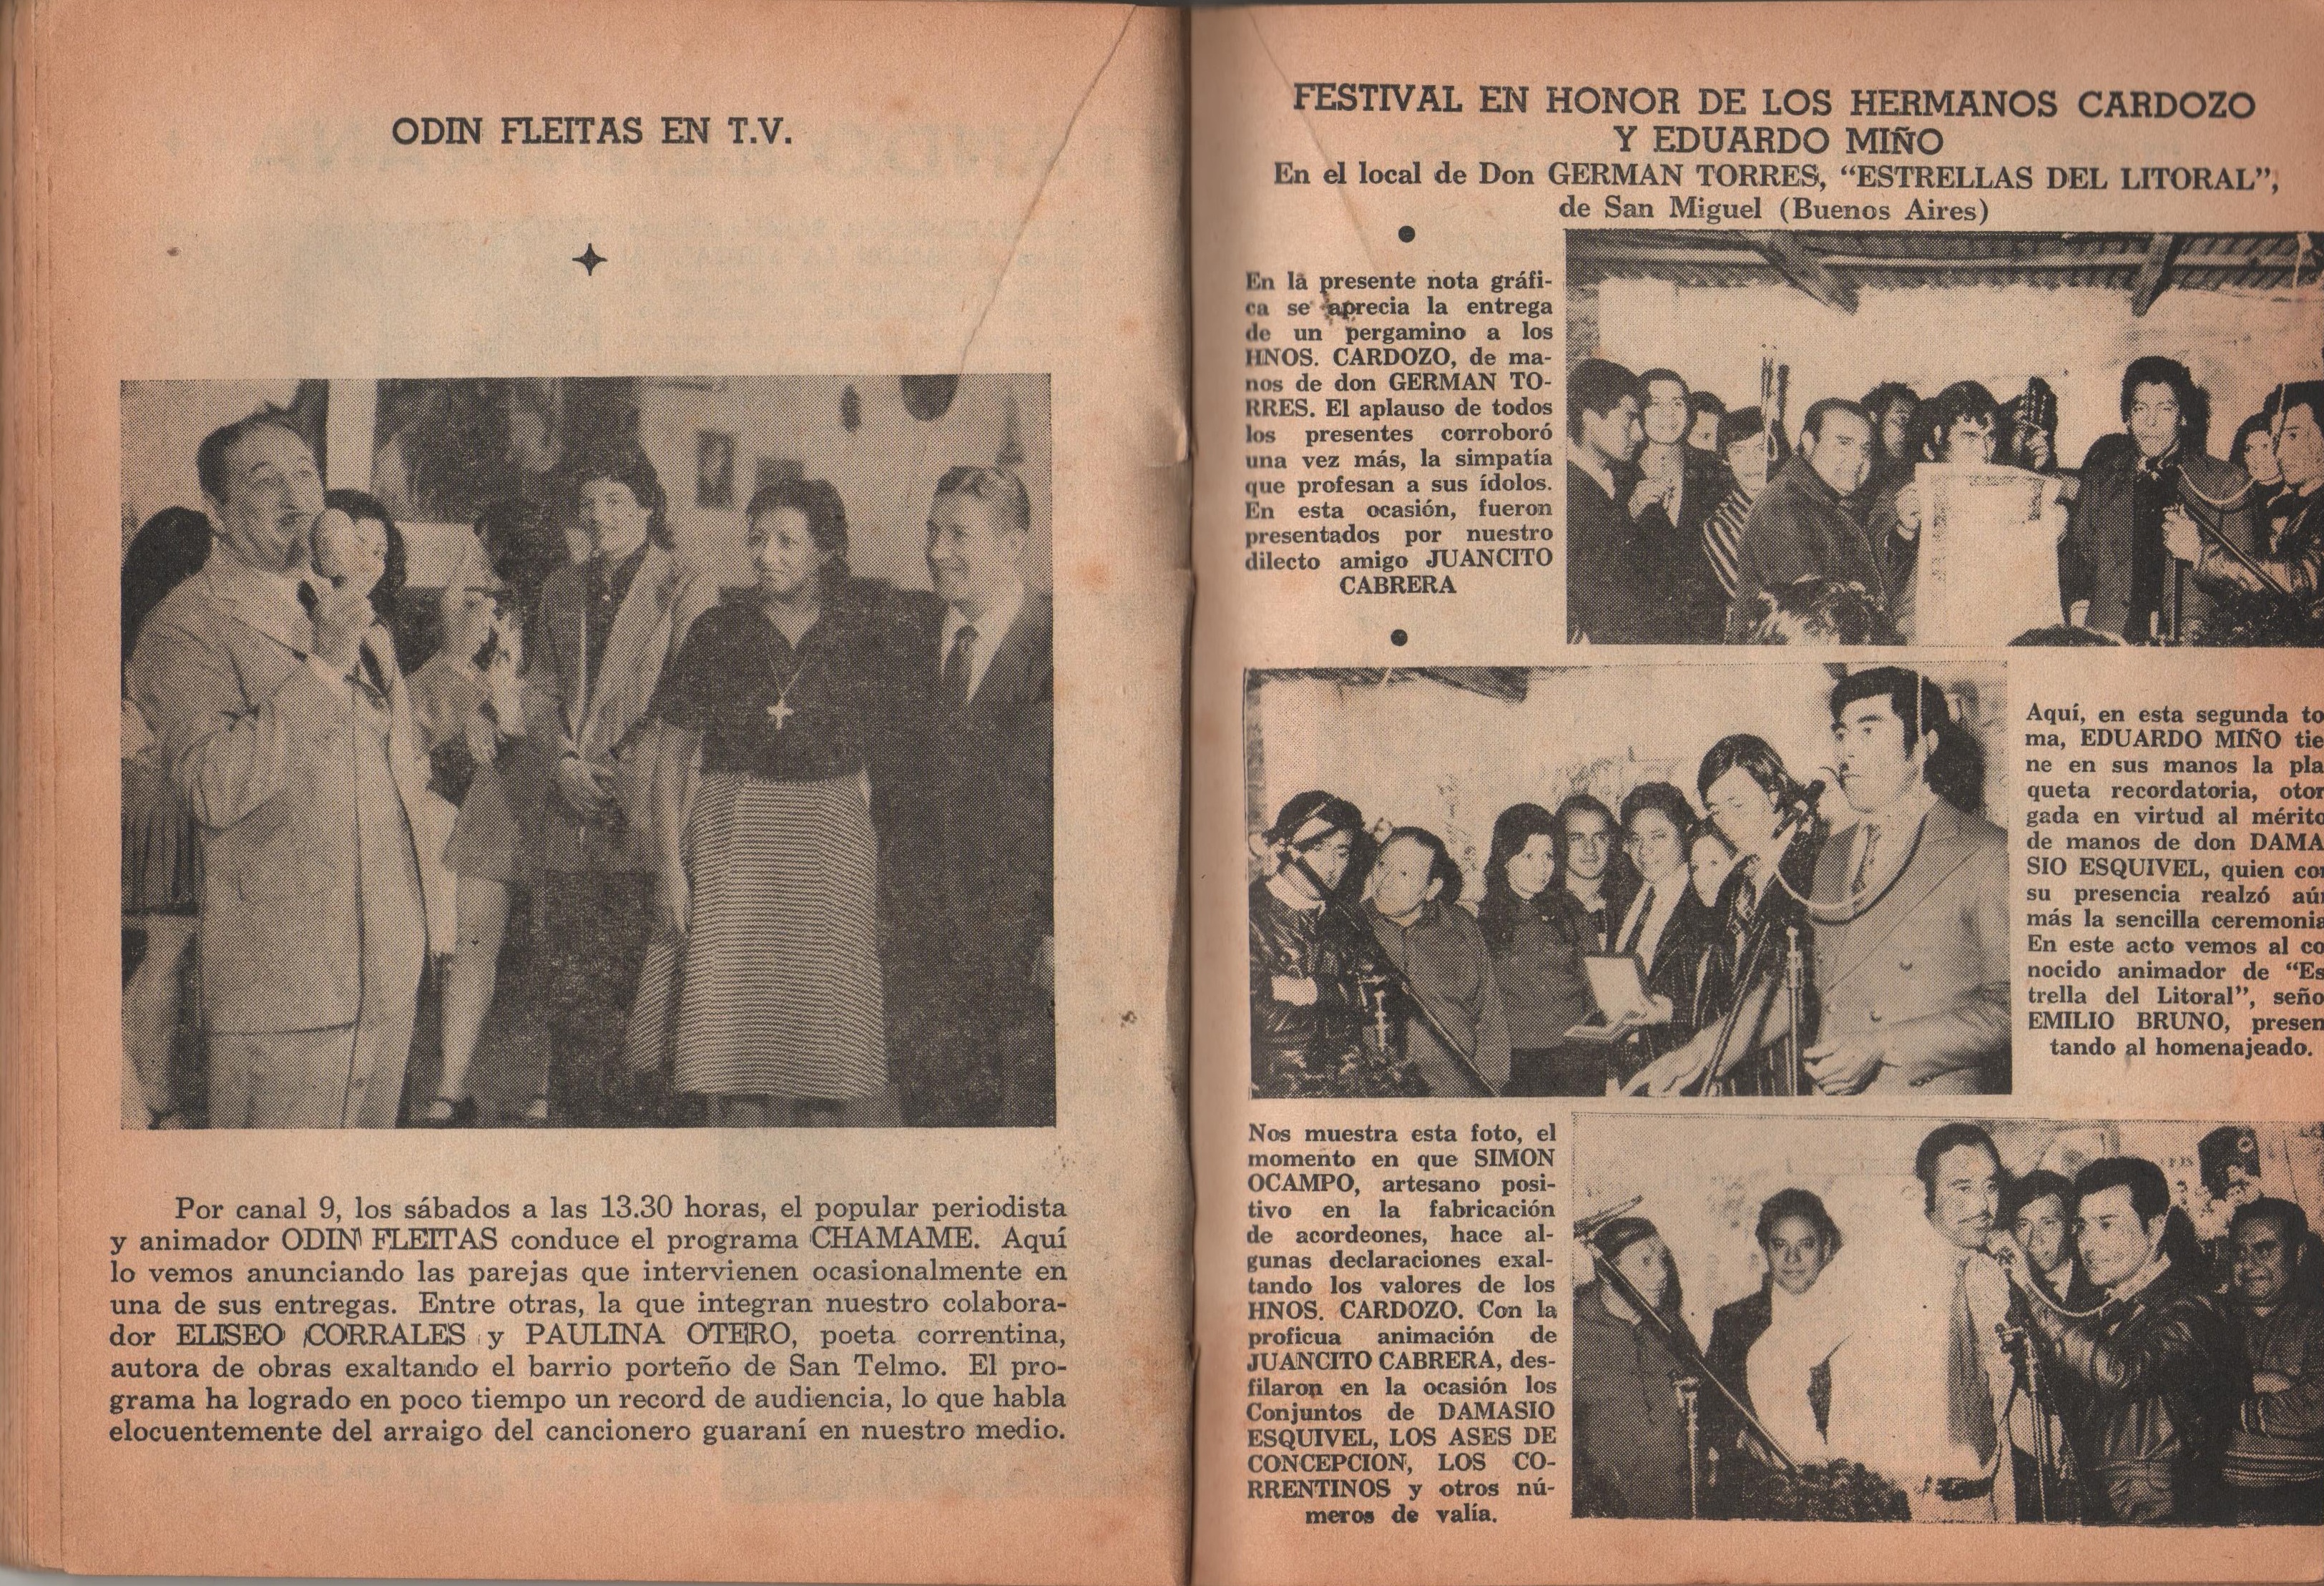 ODIN FLEITAS EN T.V.
Por canal 9, los sábados a las 13.30 horas, el popular periodista
y animador ODIN FLEITAS conduce el programa CHAMAME. Aquí
lo vemos anunciando las parejas que intervienen ocasionalmente en
una de sus entregas. Entre otras, la que integran nuestro colabora-
dor ELISEO CORRALES y PAULINA OTERO, poeta correntina,
autora de obras exaltando el barrio porteño de San Telmo. El pro-
grama ha logrado en poco tiempo un record de audiencia, lo que habla
elocuentemente del arraigo del cancionero guaraní en nuestro medio.
FESTIVAL EN HONOR DE LOS HERMANOS CARDOZO
Y EDUARDO MIÑO
En el local de Don GERMAN TORRES, “ESTRELLAS DEL LITORAL”,
de San Miguel (Buenos Aires)
En la presente nota gráfi-
ca se aprecia la entrega
de un pergamino a los
HNOS. CARDOZO, de ma-
nos de don GERMAN TO-
RRES. El aplauso de todos
los presentes corroboró
una vez más, la simpatía
que profesan a sus ídolos.
En esta ocasión, fueron
presentados por nuestro
dilecto amigo JUANCITO
CABRERA
Aquí, en esta segunda to
ma, EDUARDO MIÑO tie
ne en sus manos la pla
queta recordatoria, otor
gada en virtud al mérito
de manos de don DAMA
SIO ESQUIVEL, quien co
su presencia realzó aú
más la sencilla ceremonia
En este acto vemos al co
nocido animador de “Es
trella del Litoral”, seño
EMILIO BRUNO, presen
tando al homenajeado.
Nos muestra esta foto, el
momento en que SIMON
OCAMPO, artesano posi-
tivo en la fabricación
de acordeones, hace al-
gunas declaraciones exal-
tando los valores de los
HNOS. CARDOZO. Con la
proficua animación de
JUANCITO CABRERA, des-
filaron en la ocasión los
Conjuntos de DAMASIO
ESQUIVEL, LOS ASES DE
CONCEPCION, LOS CO-
RRENTINOS y otros nú-
meros de valía.